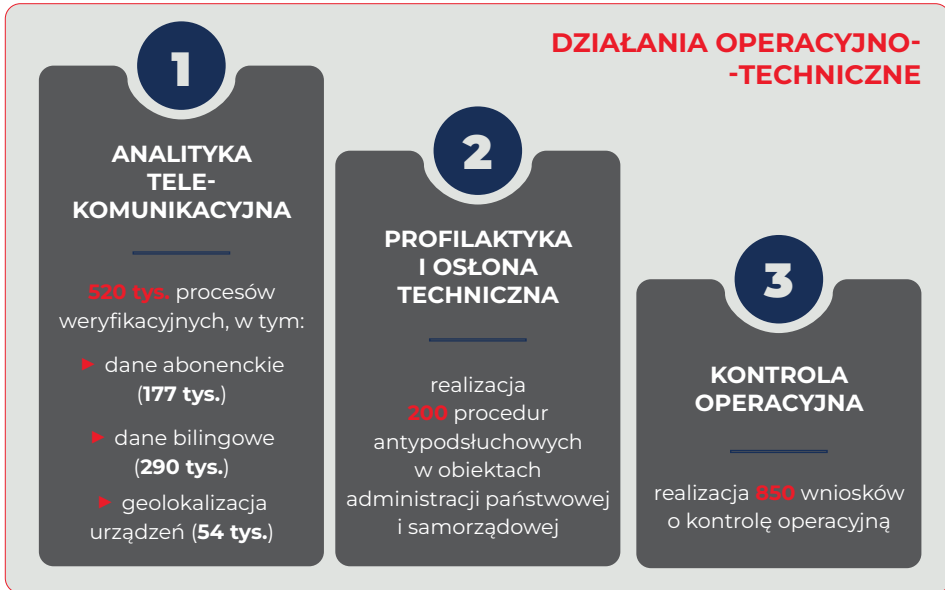 DZIAŁANIA OPERACYJNO-
-TECHNICZNE
1
ANALITYKA
TELE-
KOMUNIKACYJNA
520 tys. procesów
weryfikacyjnych, w tym:
► dane abonenckie
(177 tys.)
► dane bilingowe
(290 tys.)
► geolokalizacja
urządzeń (54 tys.)
2
PROFILAKTYKA
I OSŁONA
TECHNICZNA
realizacja
200 procedur
antypodsłuchowych
w obiektach
administracji państwowej
i samorządowej
3
KONTROLA
OPERACYJNA
realizacja 850 wniosków
o kontrolę operacyjną